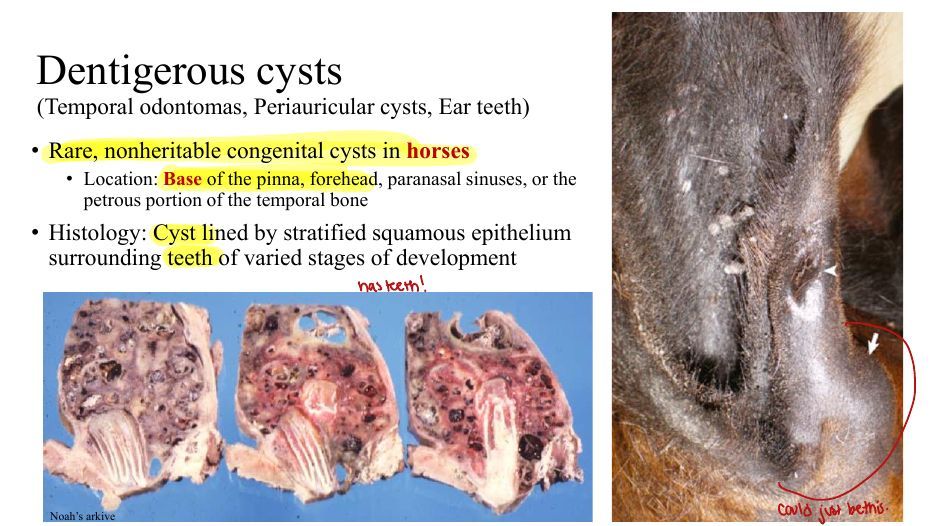 Dentigerous cysts
(Temporal odontomas, Periauricular cysts, Ear teeth)
• Rare, nonheritable congenital cysts in horses
• Location: Base of the pinna, forehead, paranasal sinuses, or the
petrous portion of the temporal bone
• Histology: Cyst lined by stratified squamous epithelium
surrounding teeth of varied stages of development
has teeth!
Noah's arkive
could just be this.